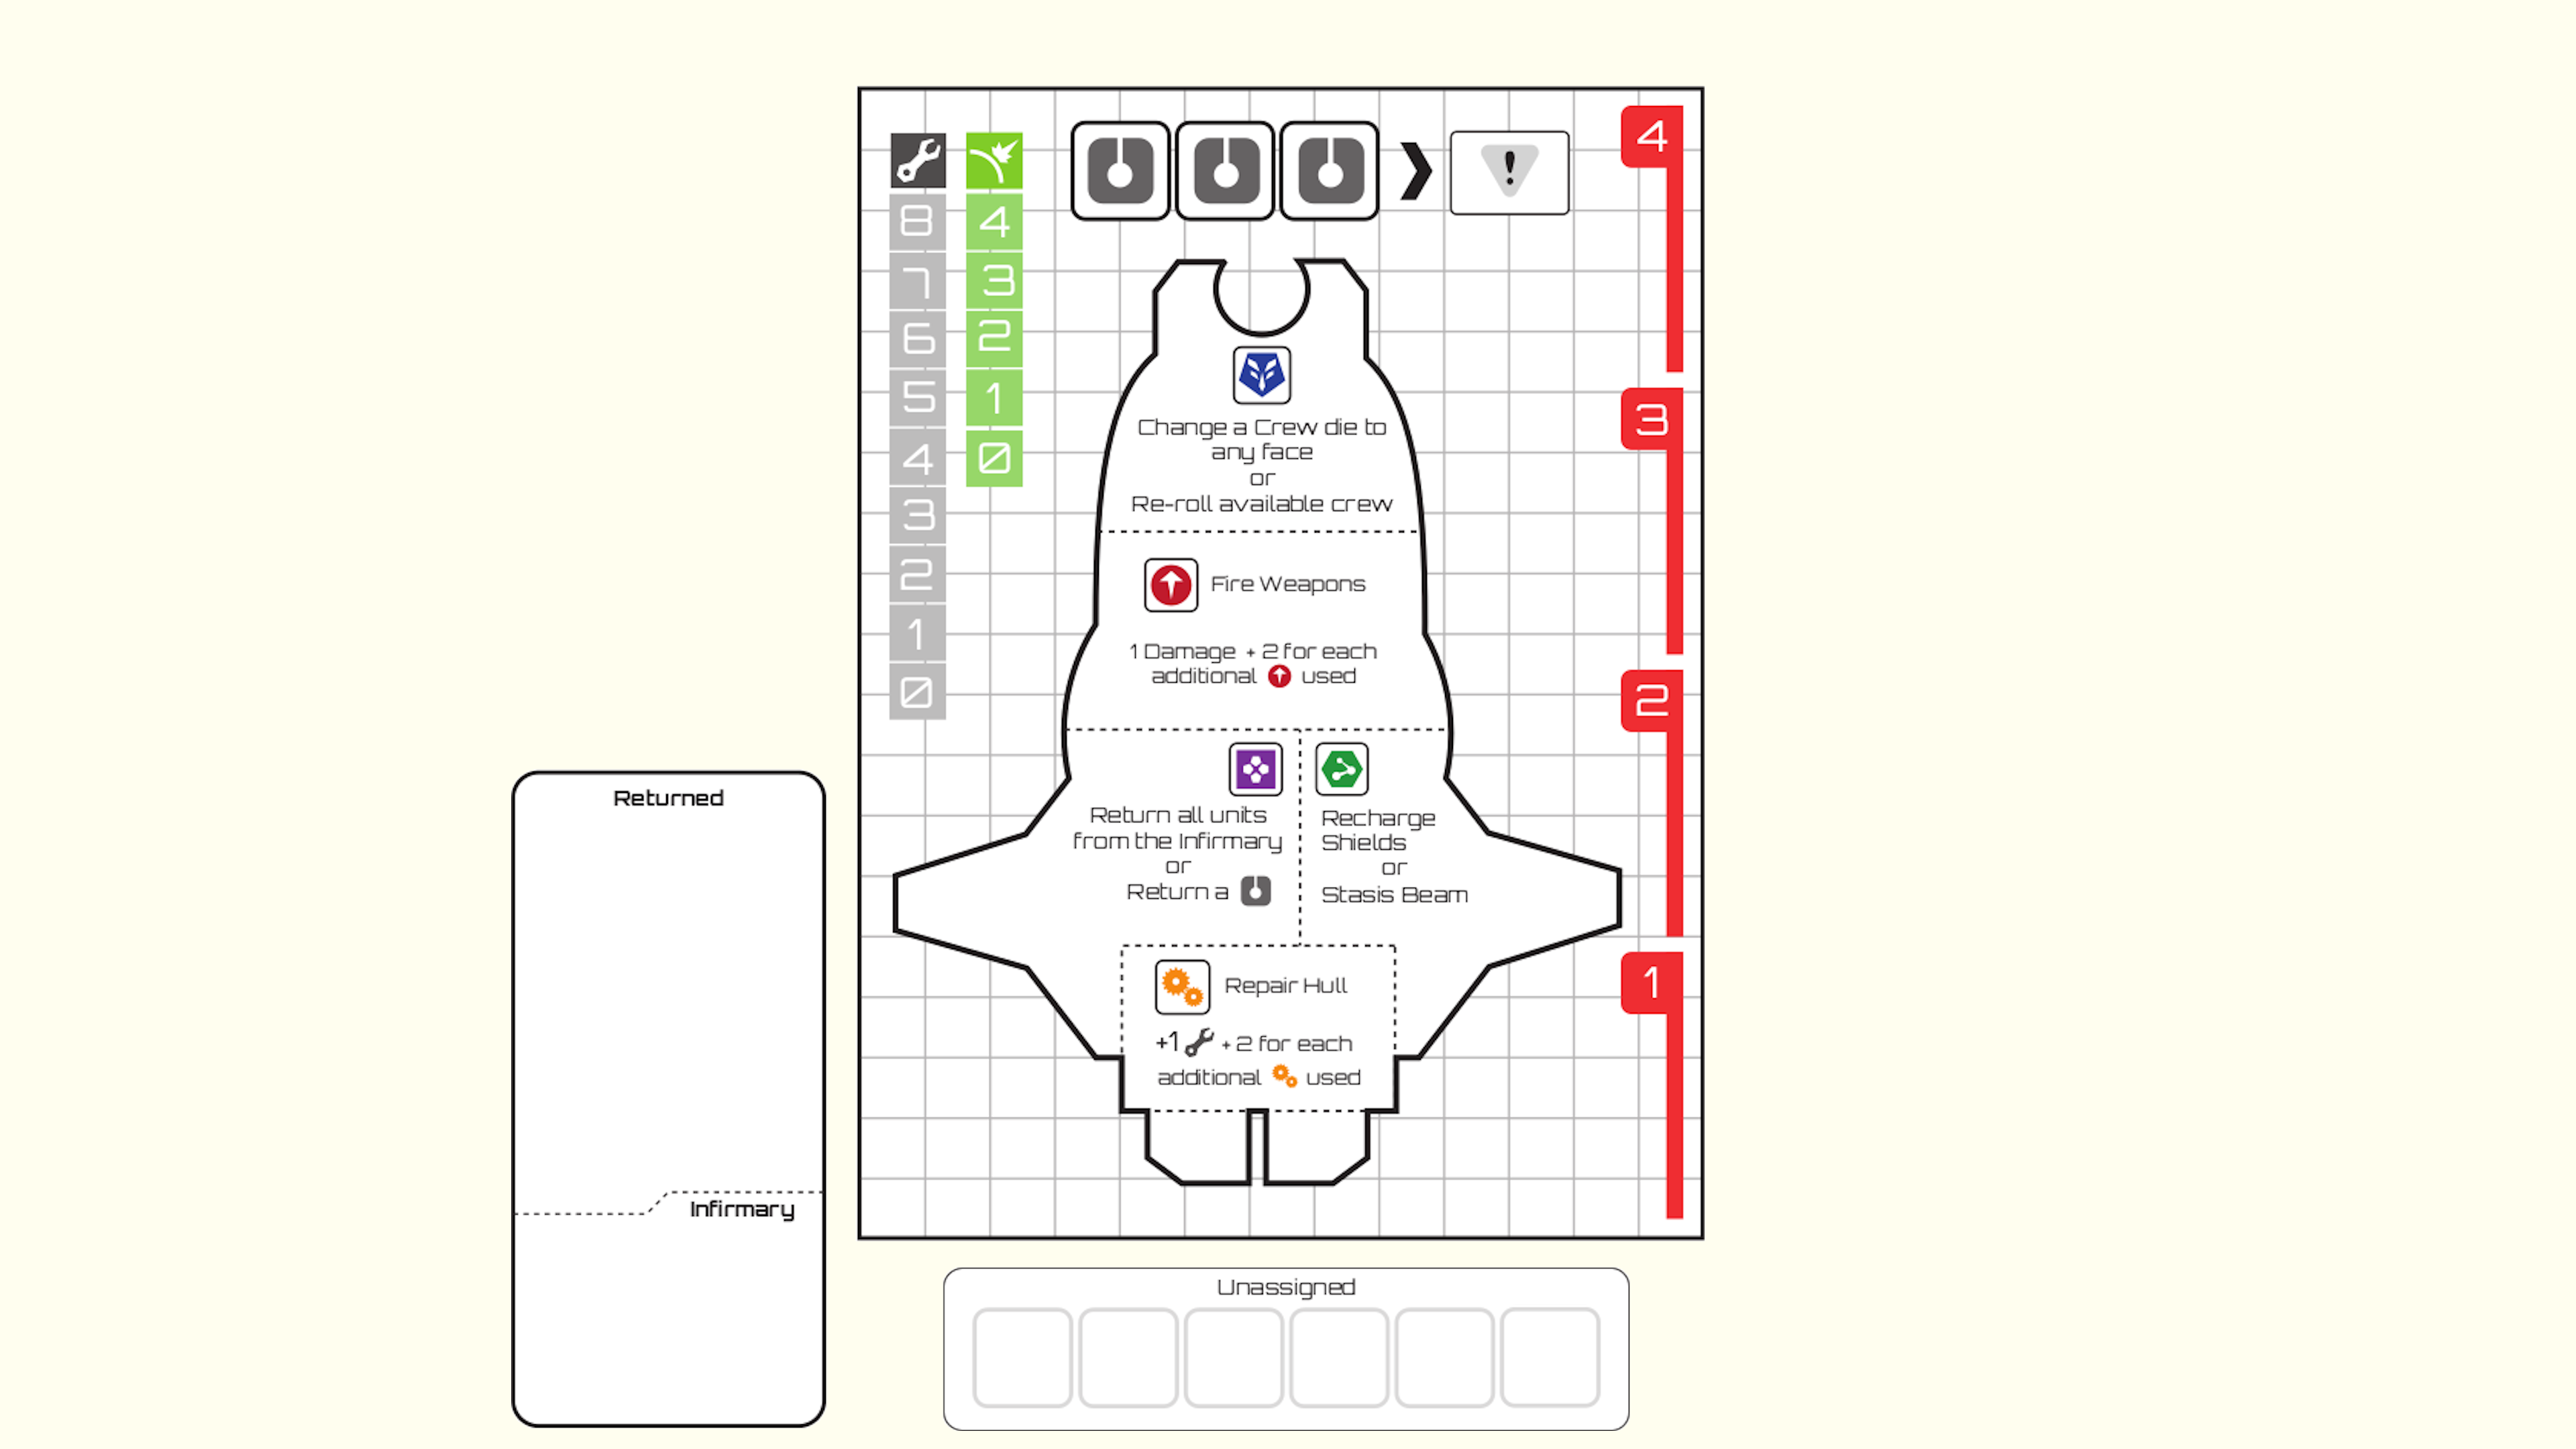 8
7
6
5
4
3
2
1
0
4
3
2
1
0
!
4
3
2
1
Change a Crew die to
any face
or
Re-roll available crew
Fire Weapons
1 Damage + 2 for each
additional used
Return all units
from the Infirmary
or
Return a
Recharge
Shields
or
Stasis Beam
Repair Hull
+1 + 2 for each
additional used
Returned
Infirmary
Unassigned